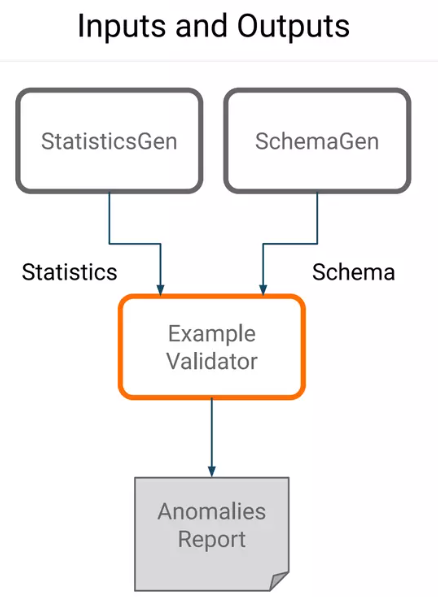 Inputs and Outputs
StatisticsGen
SchemaGen
Statistics
Schema
Example
Validator
Anomalies
Report